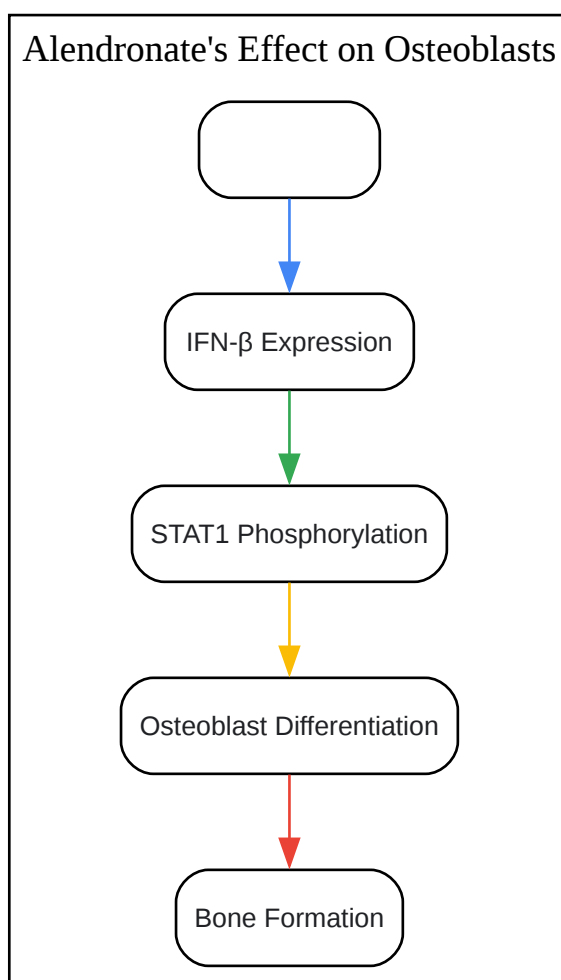 Alendronate's Effect on Osteoblasts
IFN-β Expression
STAT1 Phosphorylation
Osteoblast Differentiation
Bone Formation